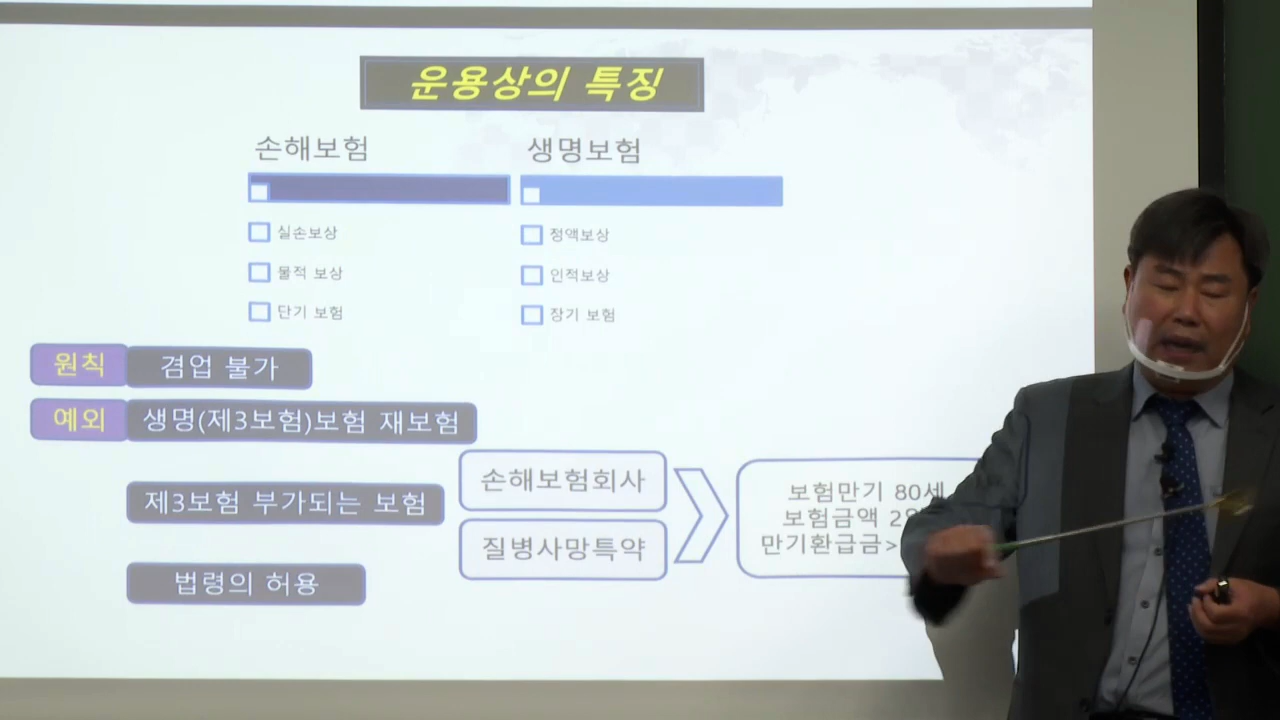 운용상의 특징
손해보험
생명보험
실손보상
정액보상
물적 보상
인적보상
단기 보험
장기 보험
원칙 겸업 불가
예외 생명(제3보험)보험 재보험
제3보험 부가되는 보험
손해보험회사
질병사망특약
보험만기 80세
보험금액
만기환급금>
법령의 허용